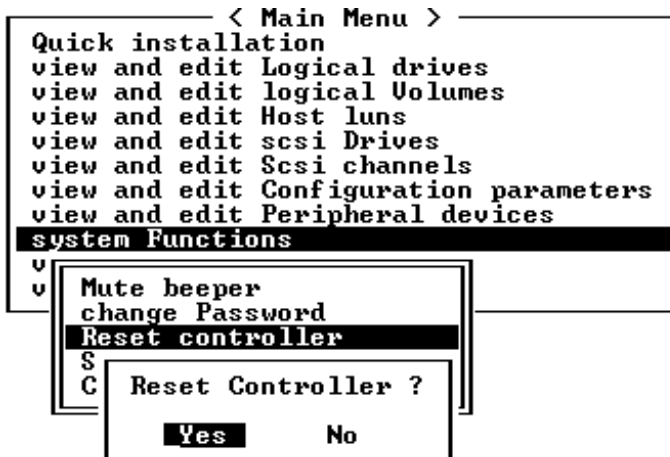 < Main Menu >
Quick installation
view and edit Logical drives
view and edit logical Volumes
view and edit Host luns
view and edit scsi Drives
view and edit Scsi channels
view and edit Configuration parameters
view and edit Peripheral devices
system Functions
v
v
Mute beeper
change Password
Reset controller
S
C
Reset Controller ?
Yes No